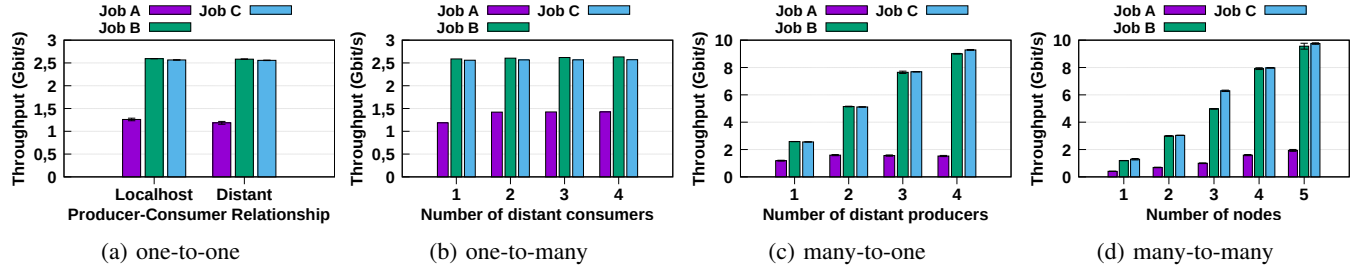 Job A
Job B
Job C
Throughput (Gbit/s)
3
2,5
2
1,5
1
0,5
0
Localhost Distant
Producer-Consumer Relationship
(a) one-to-one
Job A
Job B
Job C
Throughput (Gbit/s)
3
2,5
2
1,5
1
0,5
0
1 2 3 4
Number of distant consumers
(b) one-to-many
Job A
Job B
Job C
Throughput (Gbit/s)
10
8
6
4
2
0
1 2 3 4
Number of distant producers
(c) many-to-one
Job A
Job B
Job C
Throughput (Gbit/s)
10
8
6
4
2
0
1 2 3 4 5
Number of nodes
(d) many-to-many